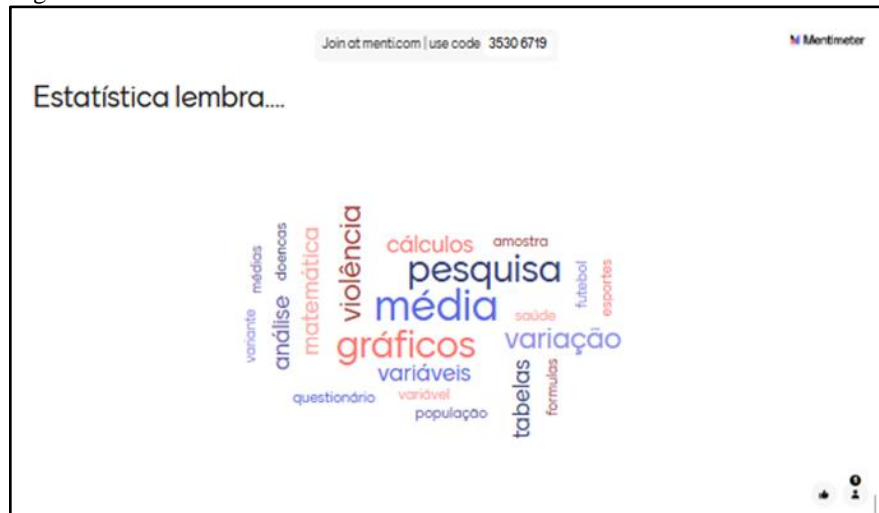 Join at menti.com | use code 3530 6719
Mentimeter
Estatística lembra....
médias
doencas
matemática
violência
cálculos
amostra
pesquisa
média
futebol
esportes
variante
análise
saúde
gráficos
variação
variáveis
tabelas
formulas
questionário
variável
população